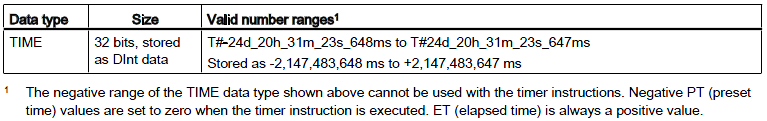 Data type Size Valid number ranges1
TIME 32 bits, stored T#-24d_20h_31m_23s_648ms to T#24d_20h_31m_23s_647ms
as DInt data Stored as -2,147,483,648 ms to +2,147,483,647 ms
1 The negative range of the TIME data type shown above cannot be used with the timer instructions. Negative PT (preset
time) values are set to zero when the timer instruction is executed. ET (elapsed time) is always a positive value.